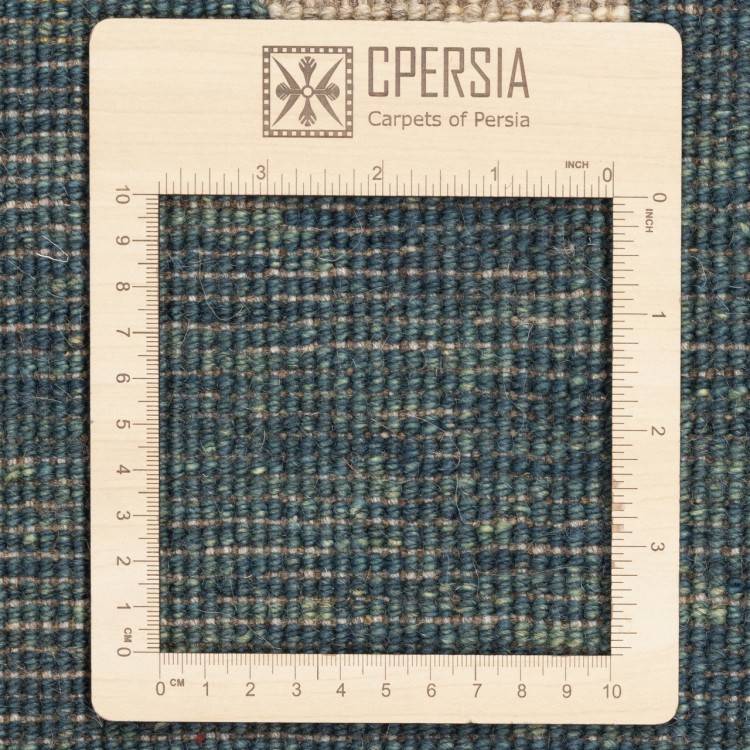 CPERSIA
Carpets of Persia
3 2 1 INCH 0
10 9 8 7 6 5 4 3 2 1 CM 0
0 INCH 1 2 3
0 CM 1 2 3 4 5 6 7 8 9 10